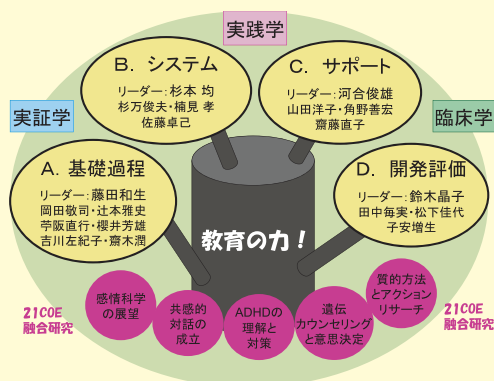 実践学
B. システム
リーダー：杉本 均
杉万俊夫・楠見 孝
佐藤卓己
C. サポート
リーダー：河合俊雄
山田洋子・角野善宏
齋藤直子
実証学
臨床学
A. 基礎過程
リーダー：藤田和生
岡田敬司・辻本雅史
苧阪直行・櫻井芳雄
吉川左紀子・齋木潤
D. 開発評価
リーダー：鈴木晶子
田中毎実・松下佳代
子安増生
教育の力！
21COE
融合研究
感情科学
の展望
共感的
対話の
成立
ADHDの
理解と
対策
遺伝
カウンセリング
と意思決定
質的方法
とアクション
リサーチ
21COE
融合研究